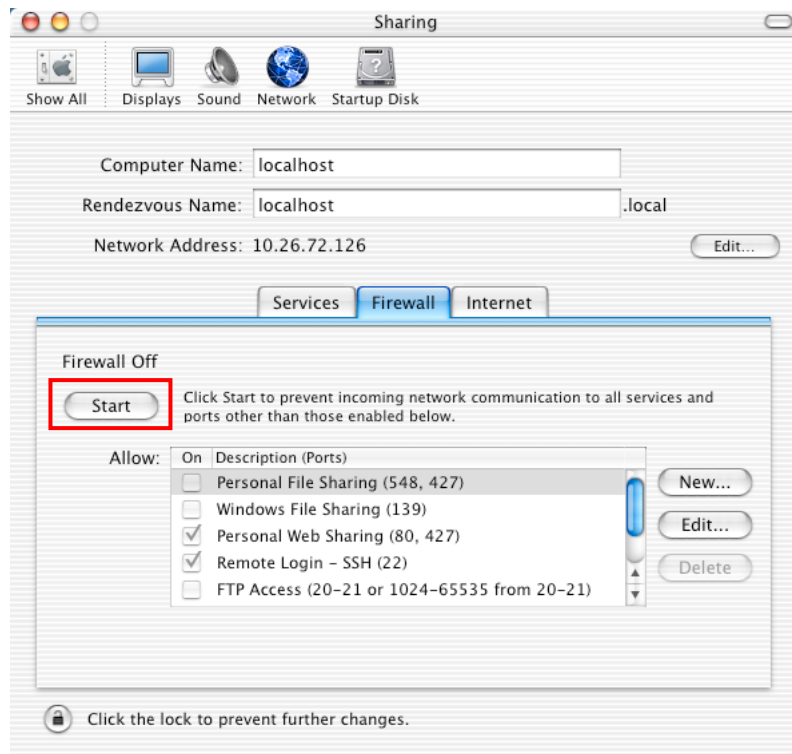 Sharing
Show All Displays Sound Network Startup Disk
Computer Name: localhost
Rendezvous Name: localhost .local
Network Address: 10.26.72.126 Edit...
Services Firewall Internet
Firewall Off
Start
Click Start to prevent incoming network communication to all services and
ports other than those enabled below.
Allow: On Description (Ports)
Personal File Sharing (548, 427)
Windows File Sharing (139)
Personal Web Sharing (80, 427)
Remote Login – SSH (22)
FTP Access (20–21 or 1024–65535 from 20–21)
New...
Edit...
Delete
Click the lock to prevent further changes.